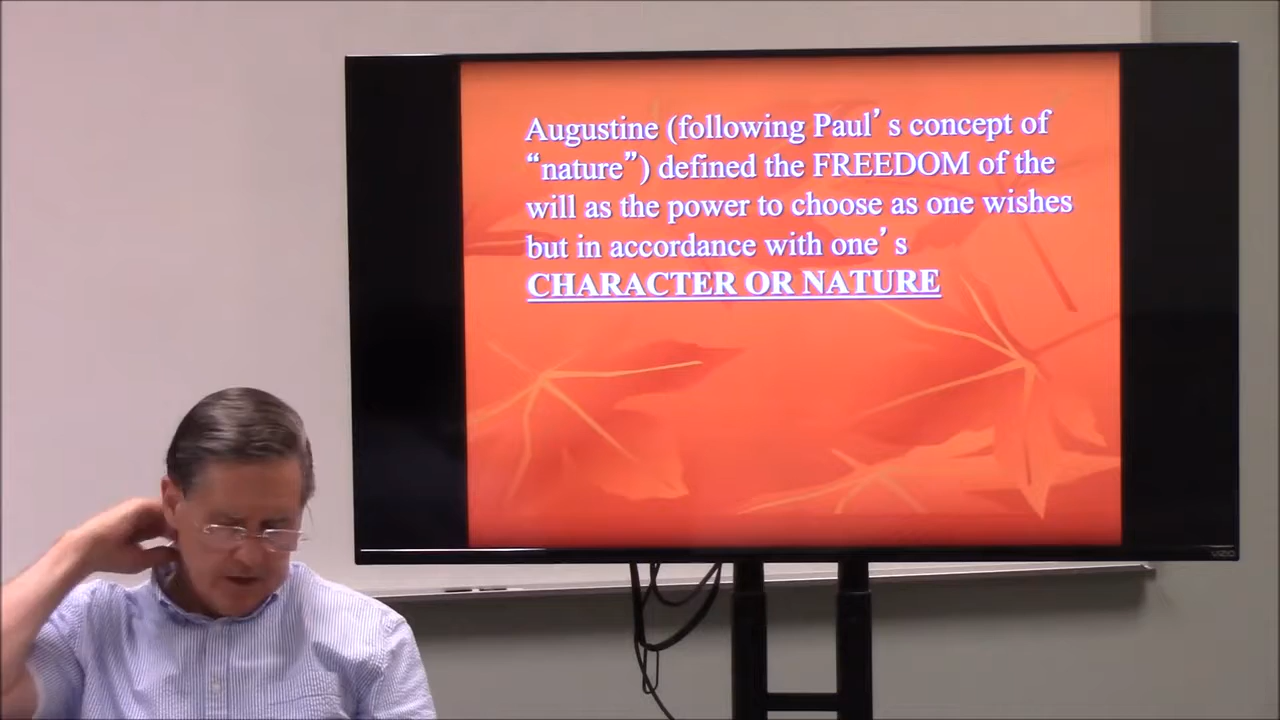 Augustine (following Paul’s concept of
“nature”) defined the FREEDOM of the
will as the power to choose as one wishes
but in accordance with one’s
CHARACTER OR NATURE
VIZIO